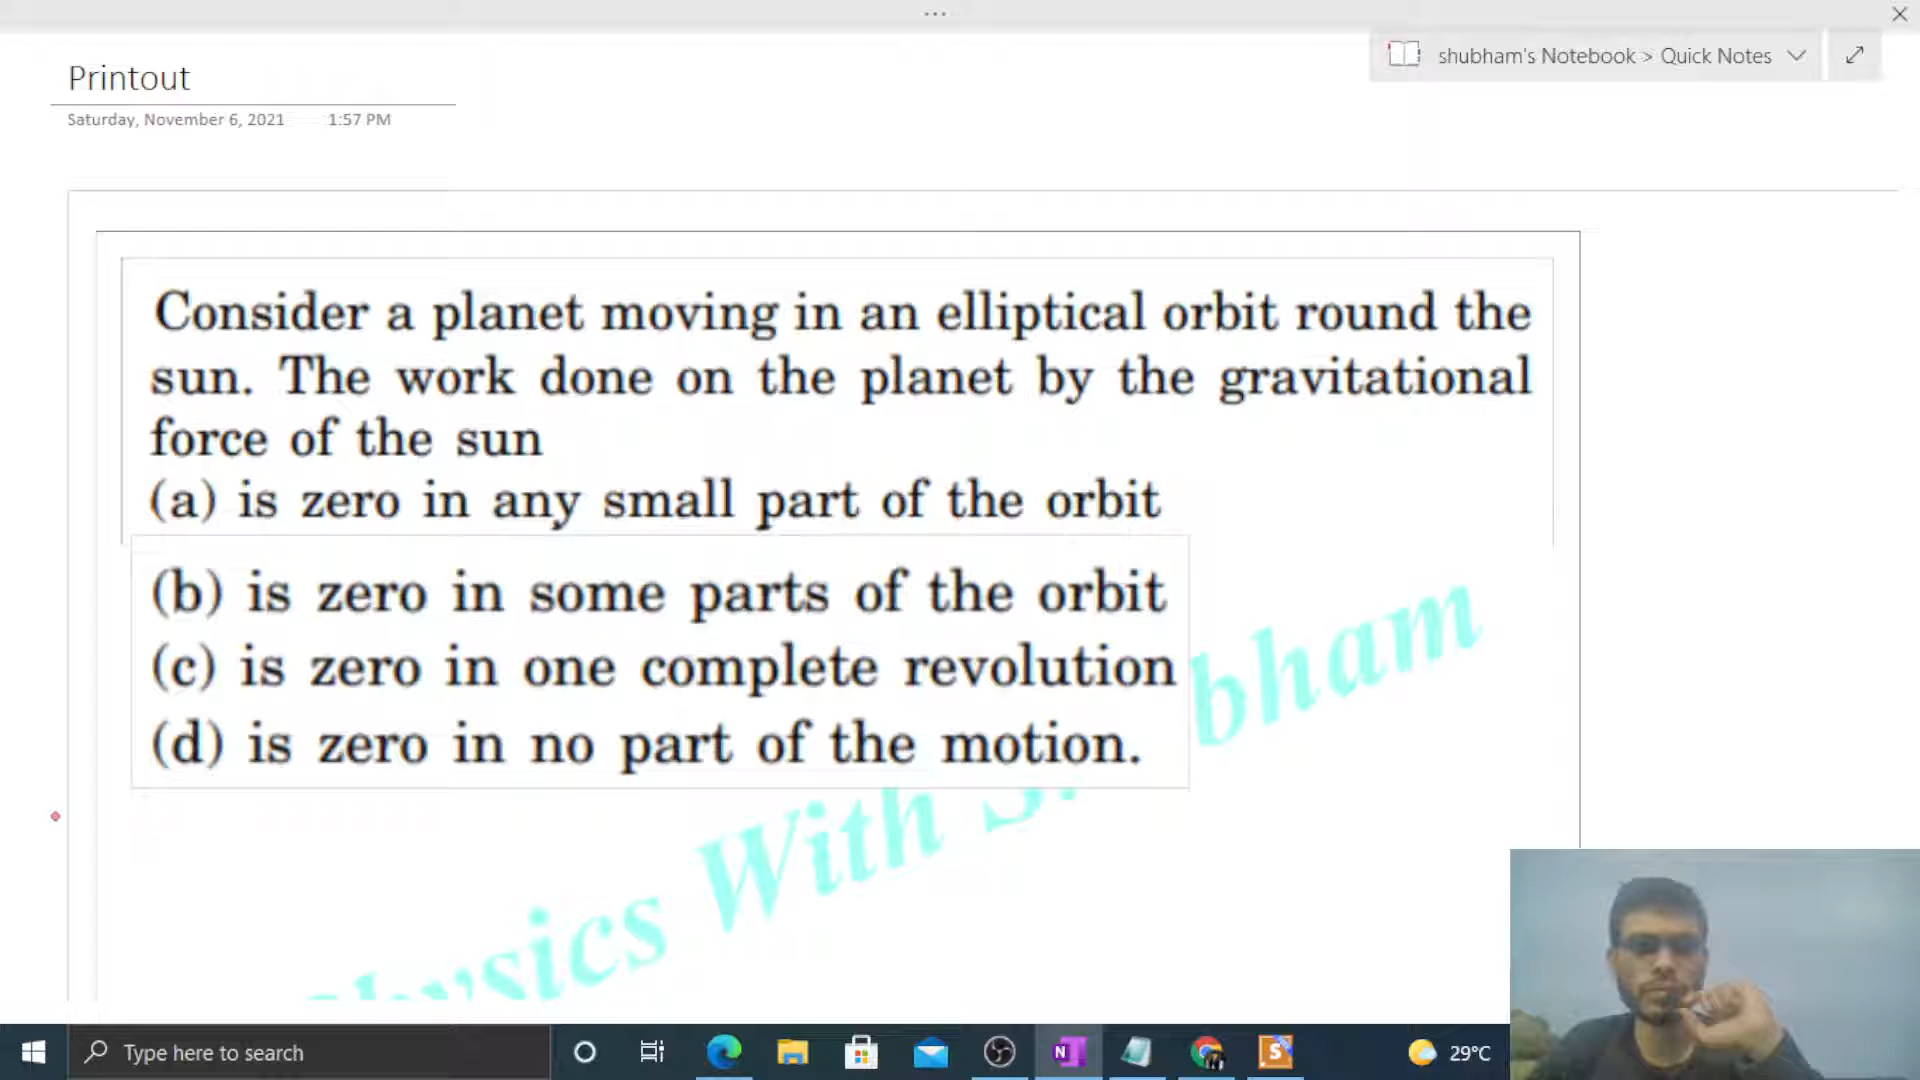 ...
shubham's Notebook > Quick Notes
Printout
Saturday, November 6, 2021 1:57 PM
Consider a planet moving in an elliptical orbit round the
sun. The work done on the planet by the gravitational
force of the sun
(a) is zero in any small part of the orbit
(b) is zero in some parts of the orbit
(c) is zero in one complete revolution
(d) is zero in no part of the motion.
With
bham
Type here to search
29°C